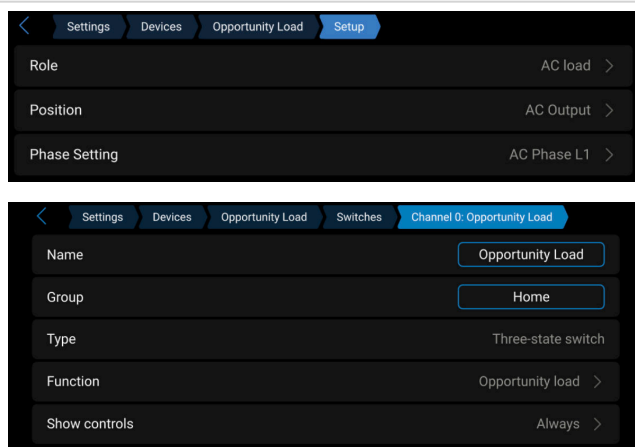 Settings Devices Opportunity Load Setup
Role AC load
Position AC Output
Phase Setting AC Phase L1
Settings Devices Opportunity Load Switches Channel 0: Opportunity Load
Name Opportunity Load
Group Home
Type Three-state switch
Function Opportunity load
Show controls Always